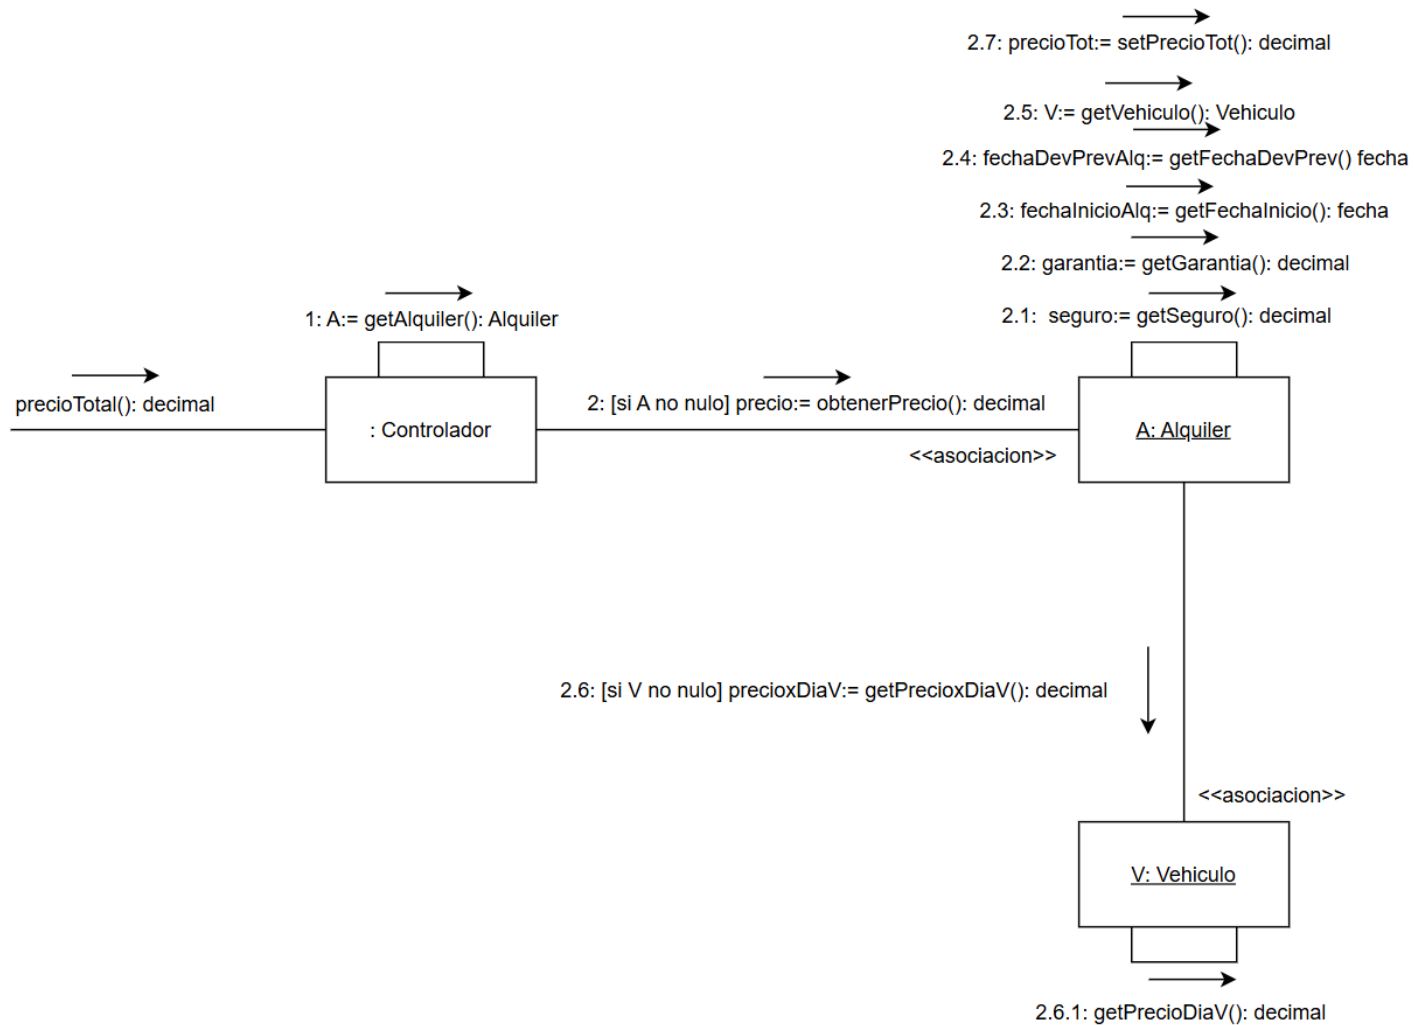 2.7: precioTot:= setPrecioTot(): decimal
2.5: V:= getVehiculo(): Vehiculo
2.4: fechaDevPrevAlq:= getFechaDevPrev() fecha
2.3: fechaInicioAlq:= getFechaInicio(): fecha
2.2: garantia:= getGarantia(): decimal
2.1: seguro:= getSeguro(): decimal
1: A:= getAlquiler(): Alquiler
precioTotal(): decimal
2: [si A no nulo] precio:= obtenerPrecio(): decimal
: Controlador
A: Alquiler
<<asociacion>>
2.6: [si V no nulo] precioxDiaV:= getPrecioxDiaV(): decimal
<<asociacion>>
V: Vehiculo
2.6.1: getPrecioDiaV(): decimal